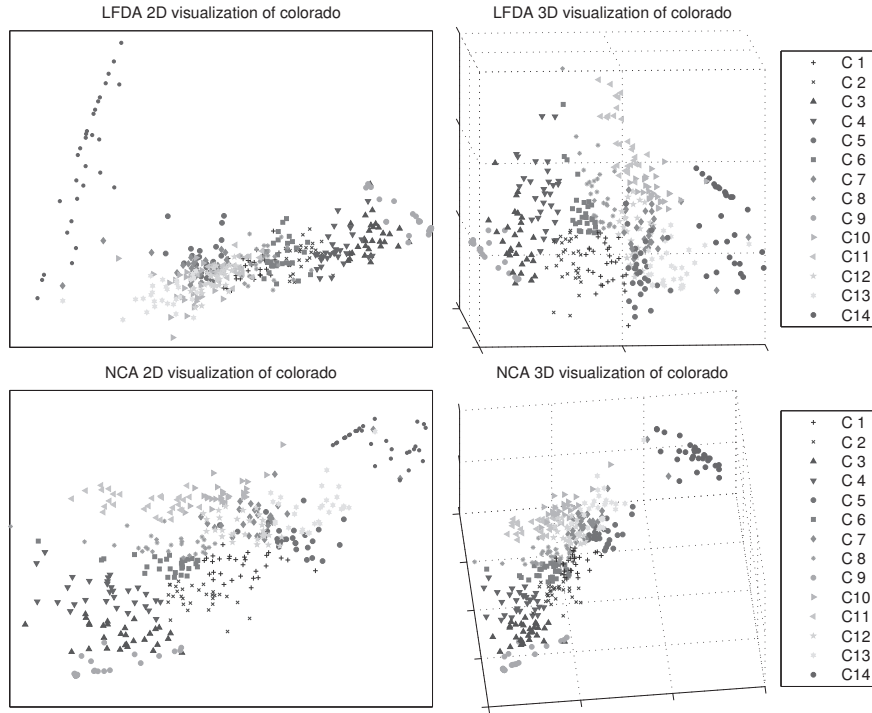 LFDA 2D visualization of colorado
LFDA 3D visualization of colorado
C 1
C 2
C 3
C 4
C 5
C 6
C 7
C 8
C 9
C10
C11
C12
C13
C14
NCA 2D visualization of colorado
NCA 3D visualization of colorado
C 1
C 2
C 3
C 4
C 5
C 6
C 7
C 8
C 9
C10
C11
C12
C13
C14